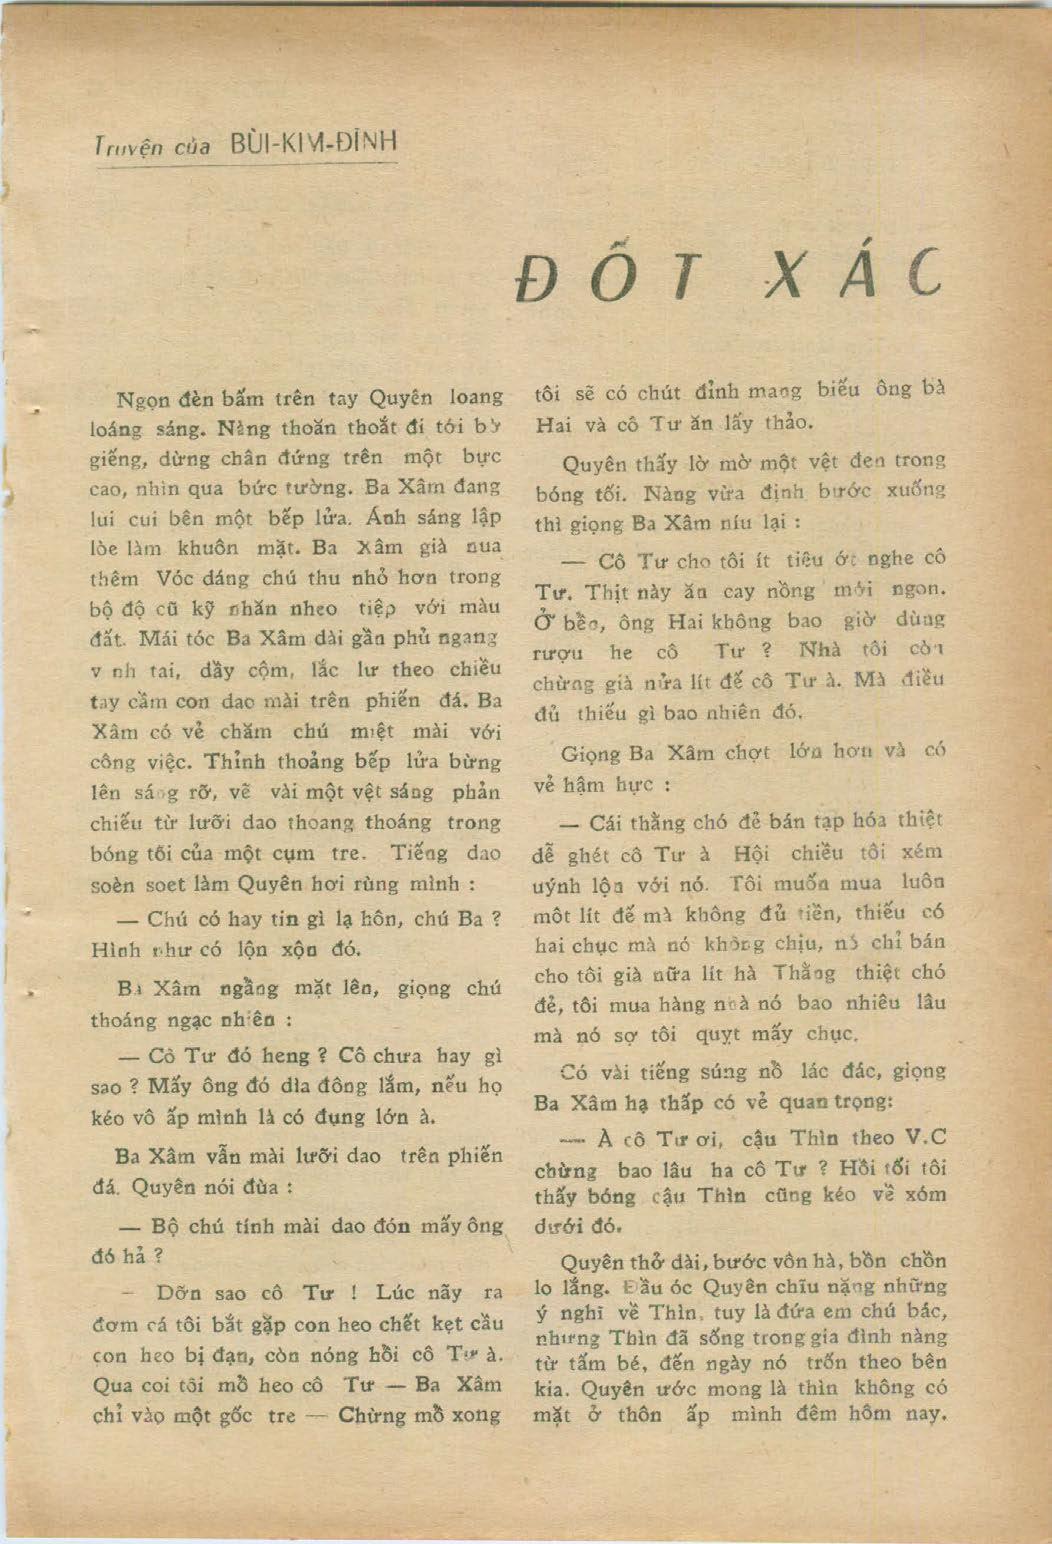 Truyện của BÙI-KIM-ĐÌNH
ĐỐT XÁC
Ngọn đèn bấm trên tay Quyên loang
loáng sáng. Nàng thoăn thoắt đi tới bờ
giếng, dừng chân đứng trên một bực
cao, nhìn qua bức tường. Ba Xâm đang
lui cui bên một bếp lửa. Ánh sáng lập
lòe làm khuôn mặt. Ba Xâm già nua
thêm Vóc dáng chú thu nhỏ hơn trong
bộ độ cũ kỹ nhăn nheo tiệp với màu
đất. Mái tóc Ba Xâm dài gần phủ ngang
vành tai, dầy cộm, lắc lư theo chiều
tay cầm con dao mài trên phiến đá. Ba
Xâm có vẻ chăm chú miệt mài với
công việc. Thỉnh thoảng bếp lửa bừng
lên sáng rỡ, vẽ vài một vệt sáng phản
chiếu từ lưỡi dao thoang thoáng trong
bóng tối của một cụm tre. Tiếng dao
soèn soet làm Quyên hơi rùng mình :
— Chú có hay tin gì lạ hôn, chú Ba ?
Hình như có lộn xộn đó.
Ba Xâm ngẩng mặt lên, giọng chú
thoáng ngạc nhiên :
— Cô Tư đó heng ? Cô chưa hay gì
sao ? Mấy ông đó dìa đông lắm, nếu họ
kéo vô ấp mình là có đụng lớn à.
Ba Xâm vẫn mài lưỡi dao trên phiến
đá. Quyên nói đùa :
— Bộ chú tính mài dao đón mấy ông
đó hả ?
— Dỡn sao cô Tư ! Lúc nãy ra
đơm cá tôi bắt gặp con heo chết kẹt cầu
con heo bị đạn, còn nóng hổi cô Tư à.
Qua coi tôi mổ heo cô Tư — Ba Xâm
chỉ vào một gốc tre — Chừng mổ xong
tôi sẽ có chút đỉnh mang biếu ông bà
Hai và cô Tư ăn lấy thảo.
Quyên thấy lờ mờ một vệt đen trong
bóng tối. Nàng vừa định bước xuống
thì giọng Ba Xâm níu lại :
— Cô Tư cho tôi ít tiêu ớt nghe cô
Tư. Thịt này ăn cay nồng mới ngon.
Ở bền, ông Hai không bao giờ dùng
rượu he cô Tư ? Nhà tôi còn
chừng giá nửa lít đế cô Tư à. Mà điều
đủ thiếu gì bao nhiên đó.
Giọng Ba Xâm chợt lớn hơn và có
vẻ hậm hực :
— Cái thằng chó đẻ bán tạp hóa thiệt
dễ ghét cô Tư à Hội chiều tôi xém
uýnh lộn với nó. Tôi muốn mua luôn
môt lít đế mà không đủ tiền, thiếu có
hai chục mà nó không chịu, nó chỉ bán
cho tôi già nữa lít hà Thằng thiệt chó
đẻ, tôi mua hàng nhà nó bao nhiêu lâu
mà nó sợ tôi quỵt mấy chục.
Có vài tiếng súng nổ lác đác, giọng
Ba Xâm hạ thấp có vẻ quan trọng:
— À cô Tư ơi, cậu Thìn theo V.C
chừng bao lâu ha cô Tư ? Hồi tối tôi
thấy bóng cậu Thìn cũng kéo về xóm
dưới đó.
Quyên thở dài, bước vôn hà, bồn chồn
lo lắng. Đầu óc Quyên chĩu nặng những
ý nghĩ về Thìn, tuy là đứa em chú bác,
nhưng Thìn đã sống trong gia đình nàng
từ tấm bé, đến ngày nó trốn theo bên
kia. Quyên ước mong là thìn không có
mặt ở thôn ấp mình đêm hôm nay.